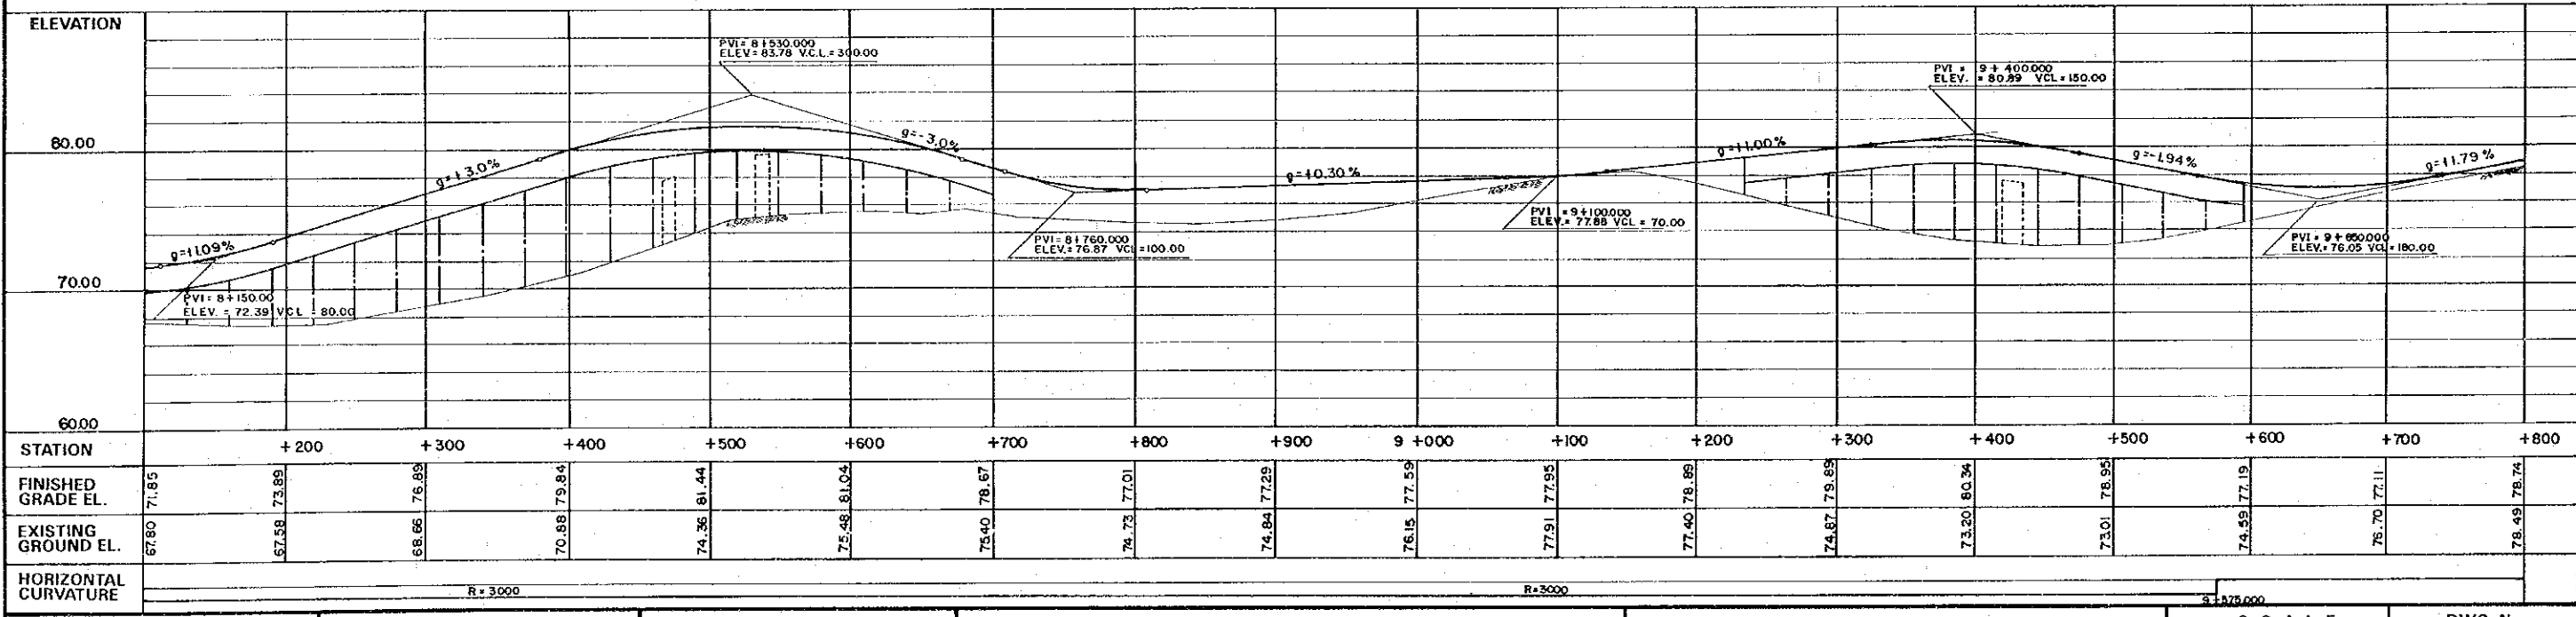 ELEVATION
PVI= 8+530.000
ELEV= 83.78 V.C.L.= 300.00
PVI = 9+400.000
ELEV. = 80.89 VCL = 150.00
80.00
g=+3.0%
g=-3.0%
g=+0.30%
g=+1.00%
g=-1.94%
g=+1.79%
g=+1.09%
PVI = 9+100.000
ELEV.= 77.88 VCL = 70.00
PVI= 8+760.000
ELEV.= 76.87 VCL =100.00
PVI = 9+650.000
ELEV.= 76.05 VCL =180.00
70.00
PVI= 8+150.00
ELEV. = 72.39 VCL = 80.00
60.00
STATION +200 +300 +400 +500 +600 +700 +800 +900 9+000 +100 +200 +300 +400 +500 +600 +700 +800
FINISHED
GRADE EL.
71.85 73.89 76.89 79.84 81.44 81.04 78.67 77.01 77.29 77.59 77.95 78.89 79.89 80.34 78.95 77.19 77.11 78.74
EXISTING
GROUND EL.
67.80 67.58 68.66 70.88 74.36 75.48 75.40 74.73 74.84 76.15 77.91 77.40 74.87 73.20 73.01 74.59 76.70 78.49
HORIZONTAL
CURVATURE
R= 3000 R=3000
9+575.000